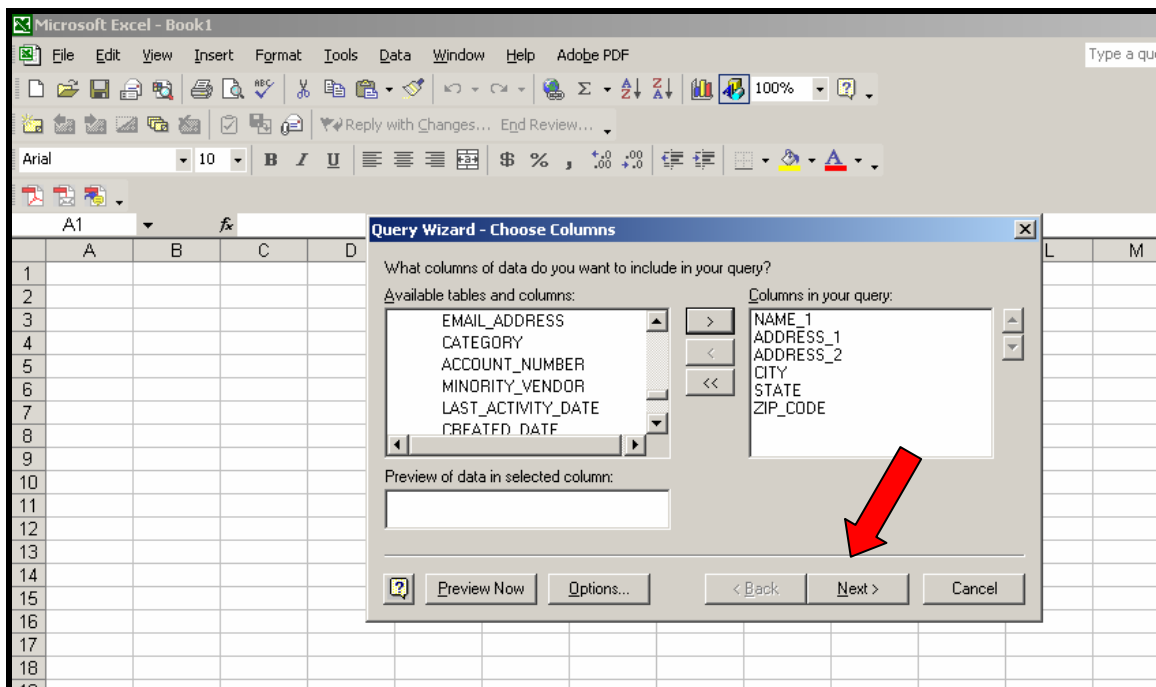 Microsoft Excel - Book1
File Edit View Insert Format Tools Data Window Help Adobe PDF
Type a que
ABC Σ A Z Z A 100% ?
Reply with Changes... End Review...
Arial 10 B I U $ % , .00 .0
A1 fx
Query Wizard - Choose Columns
A B C D L M
What columns of data do you want to include in your query?
Available tables and columns: Columns in your query:
EMAIL_ADDRESS
CATEGORY
ACCOUNT_NUMBER
MINORITY_VENDOR
LAST_ACTIVITY_DATE
CREATED_DATE
>
<
<<
NAME_1
ADDRESS_1
ADDRESS_2
CITY
STATE
ZIP_CODE
Preview of data in selected column:
? Preview Now Options... < Back Next > Cancel
1
2
3
4
5
6
7
8
9
10
11
12
13
14
15
16
17
18